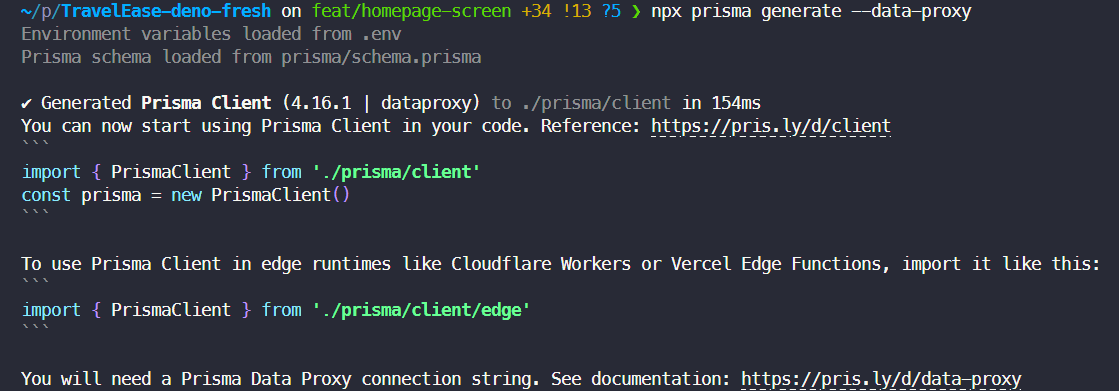 ~/p/TravelEase-deno-fresh on feat/homepage-screen +34 !13 ?5 ❯ npx prisma generate --data-proxy
Environment variables loaded from .env
Prisma schema loaded from prisma/schema.prisma
✔ Generated Prisma Client (4.16.1 | dataproxy) to ./prisma/client in 154ms
You can now start using Prisma Client in your code. Reference: https://pris.ly/d/client
```
import { PrismaClient } from './prisma/client'
const prisma = new PrismaClient()
```
To use Prisma Client in edge runtimes like Cloudflare Workers or Vercel Edge Functions, import it like this:
```
import { PrismaClient } from './prisma/client/edge'
```
You will need a Prisma Data Proxy connection string. See documentation: https://pris.ly/d/data-proxy